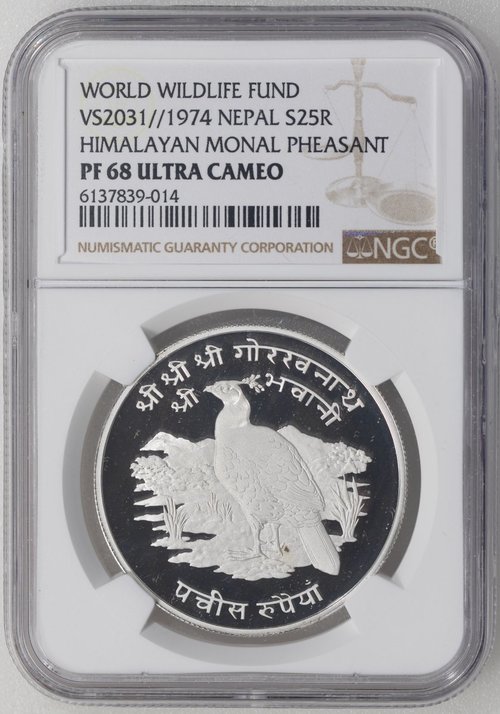 WORLD WILDLIFE FUND
VS2031//1974 NEPAL S25R
HIMALAYAN MONAL PHEASANT
PF 68 ULTRA CAMEO
6137839-014
NUMISMATIC GUARANTY CORPORATION
NGC
श्री श्री श्री गोरखनाथ
श्री भवानी
पचीस रुपैयाँ